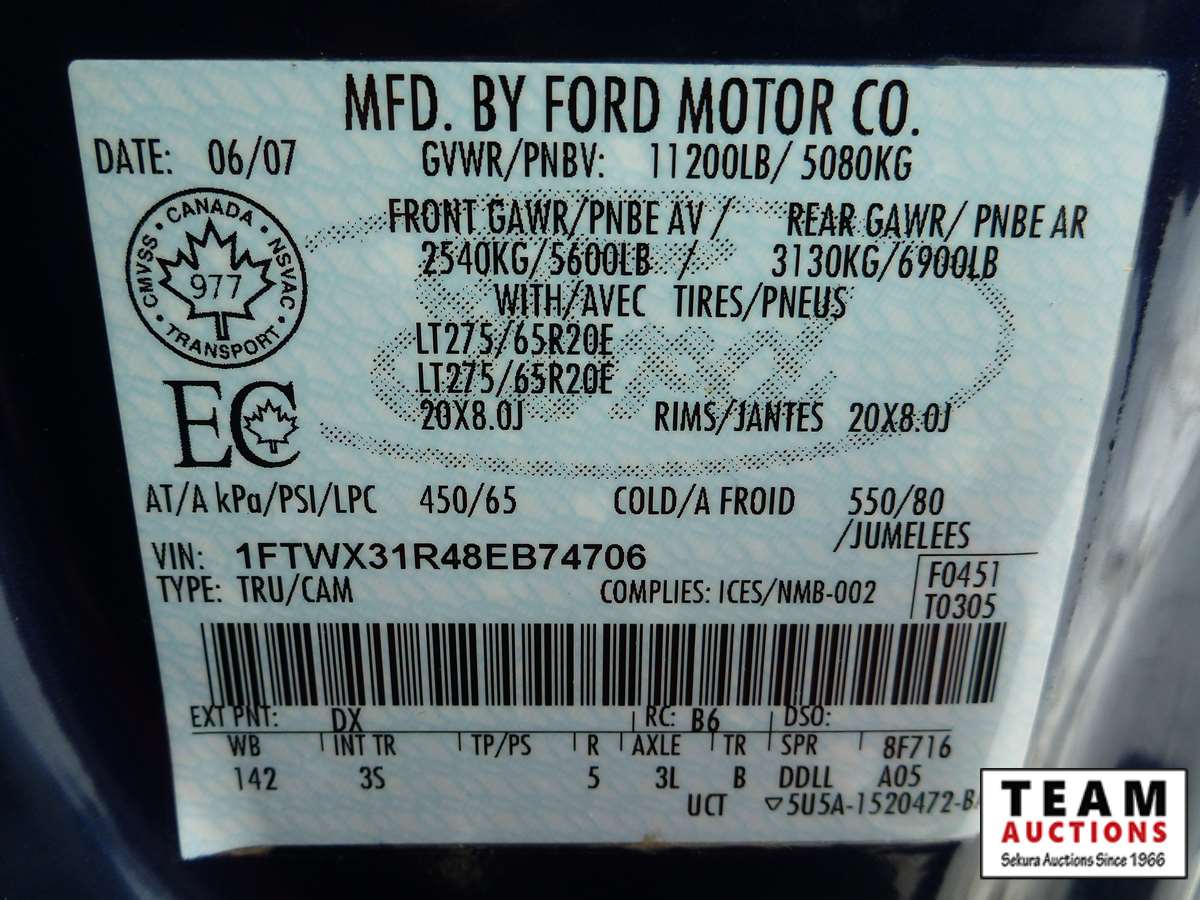 MFD. BY FORD MOTOR CO.
DATE: 06/07 GVWR/PNBV: 11200LB/ 5080KG
FRONT GAWR/PNBE AV / REAR GAWR/ PNBE AR
2540KG/5600LB / 3130KG/6900LB
WITH/AVEC TIRES/PNEUS
LT275/65R20E
LT275/65R20E
20X8.0J RIMS/JANTES 20X8.0J
CANADA
CMVSS 977 NSVAC
TRANSPORT
EC
AT/A kPa/PSI/LPC 450/65 COLD/A FROID 550/80
/JUMELEES
VIN: 1FTWX31R48EB74706
F0451
TYPE: TRU/CAM COMPLIES: ICES/NMB-002
T0305
EXT PNT: DX RC: B6 DSO:
WB INT TR TP/PS R AXLE TR SPR 8F716
142 3S 5 3L B DDLL A05
UCT ▽5U5A-1520472-B
TEAM
AUCTIONS
Sekura Auctions Since 1966